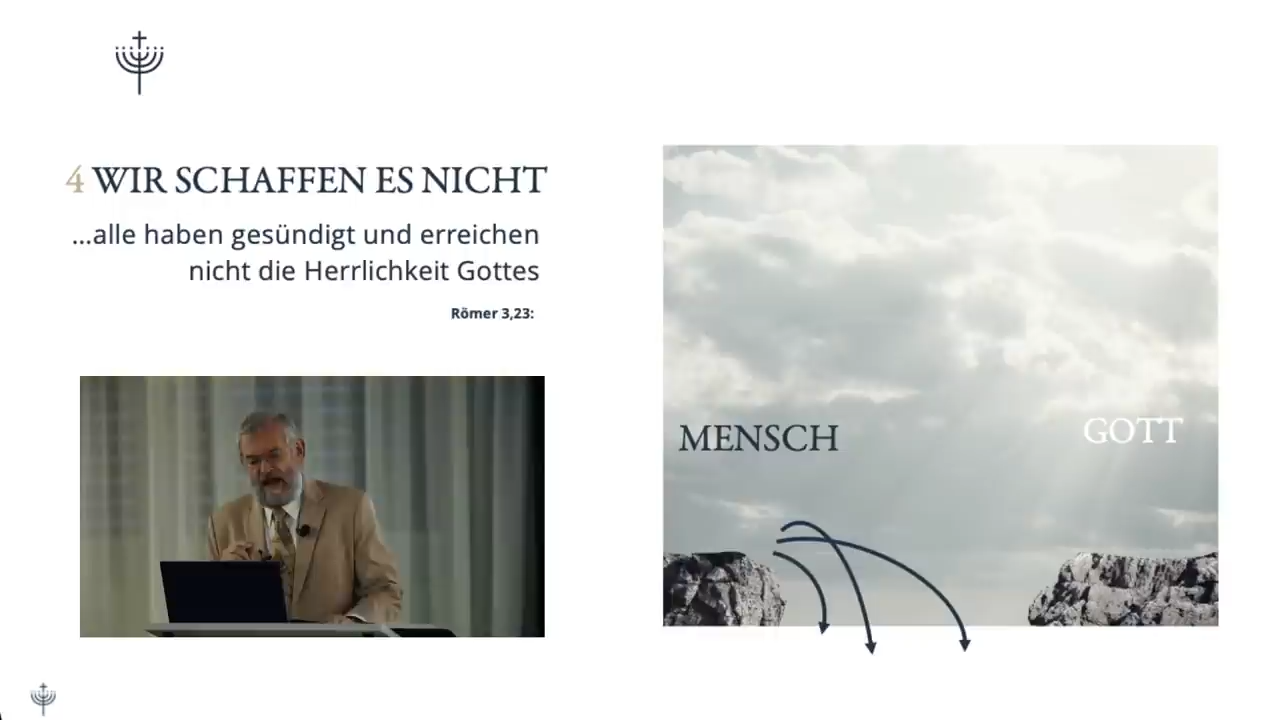 4 WIR SCHAFFEN ES NICHT
...alle haben gesündigt und erreichen
nicht die Herrlichkeit Gottes
Römer 3,23:
MENSCH
GOTT